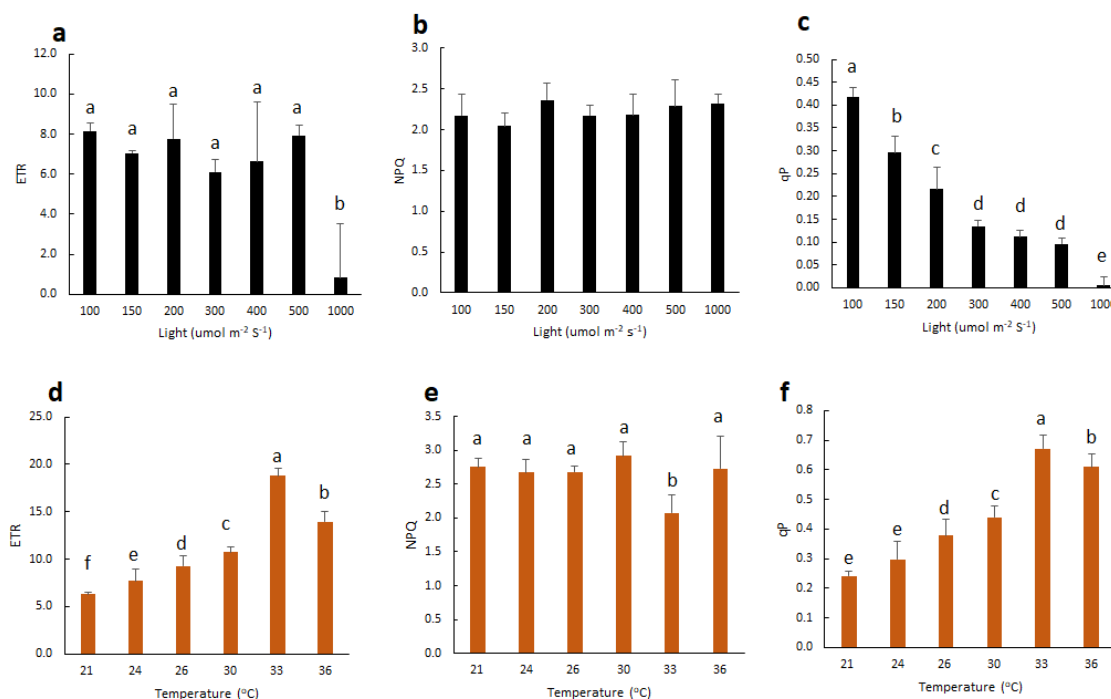 a
12.0
10.0
8.0
6.0
4.0
2.0
0.0
ETR
a a a a a a b
100 150 200 300 400 500 1000
Light (umol m⁻² S⁻¹)
b
3.0
2.5
2.0
1.5
1.0
0.5
0.0
NPQ
100 150 200 300 400 500 1000
Light (umol m⁻² s⁻¹)
c
0.50
0.45
0.40
0.35
0.30
0.25
0.20
0.15
0.10
0.05
0.00
qP
a b c d d d e
100 150 200 300 400 500 1000
Light (umol m⁻² s⁻¹)
d
25.0
20.0
15.0
10.0
5.0
0.0
ETR
f e d c a b
21 24 26 30 33 36
Temperature (°C)
e
3.5
3.0
2.5
2.0
1.5
1.0
0.5
0.0
NPQ
a a a a b a
21 24 26 30 33 36
Temperature (°C)
f
0.8
0.7
0.6
0.5
0.4
0.3
0.2
0.1
0.0
qP
e e d c a b
21 24 26 30 33 36
Temperature (°C)